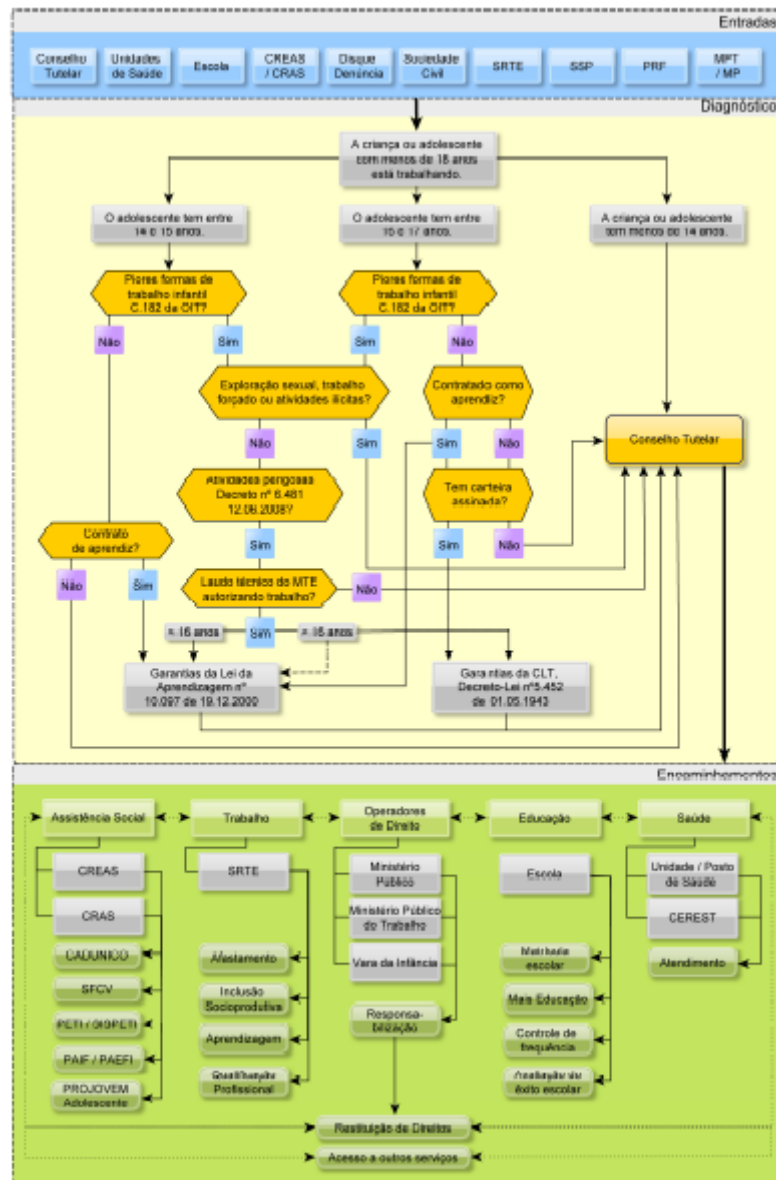 Entradas
Conselho
Tutelar
Unidades
de Saúde
Escola
CREAS
/ CRAS
Disque
Denúncia
Sociedade
Civil
SRTE
SSP
PRF
MPT
/ MP
Diagnóstico
A criança ou adolescente
com menos de 18 anos
está trabalhando.
O adolescente tem entre
14 e 15 anos.
O adolescente tem entre
16 e 17 anos.
A criança ou adolescente
tem menos de 14 anos.
Piores formas de
trabalho infantil
C.182 da OIT?
Piores formas de
trabalho infantil
C.182 da OIT?
Não
Sim
Sim
Não
Exploração sexual, trabalho
forçado ou atividades ilícitas?
Contratado como
aprendiz?
Conselho Tutelar
Não
Sim
Sim
Não
Atividades perigosas
Decreto nº 6.481
12.06.2008?
Tem carteira
assinada?
Contrato
de aprendiz?
Sim
Sim
Não
Não
Sim
Laudo técnico do MTE
autorizando trabalho?
Não
16 anos
Sim
16 anos
Garantias da Lei da
Aprendizagem nº
10.097 de 19.12.2000
Garantias da CLT,
Decreto-Lei nº5.452
de 01.05.1943
Encaminhamentos
Assistência Social
Trabalho
Operadores
de Direito
Educação
Saúde
CREAS
SRTE
Ministério
Público
Escola
Unidade / Posto
de Saúde
CRAS
Ministério Público
do Trabalho
CEREST
CADUNICO
Afastamento
Vara da Infância
Matrícula
escolar
Atendimento
SFCV
Inclusão
Socioprodutiva
Responsa-
bilização
Mais Educação
PETI / SISPETI
Aprendizagem
Controle de
frequência
PAIF / PAEFI
Qualificação
Profissional
êxito escolar
PROJOVEM
Adolescente
Restituição de Direitos
Acesso a outros serviços